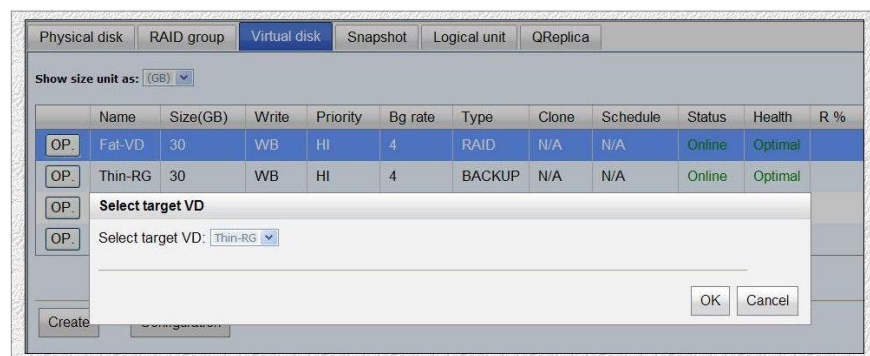 Physical disk RAID group Virtual disk Snapshot Logical unit QReplica
Show size unit as: (GB)
Name Size(GB) Write Priority Bg rate Type Clone Schedule Status Health R %
OP. Fat-VD 30 WB HI 4 RAID N/A N/A Online Optimal
OP. Thin-RG 30 WB HI 4 BACKUP N/A N/A Online Optimal
OP. Select target VD
OP. Select target VD: Thin-RG
OK Cancel
Create